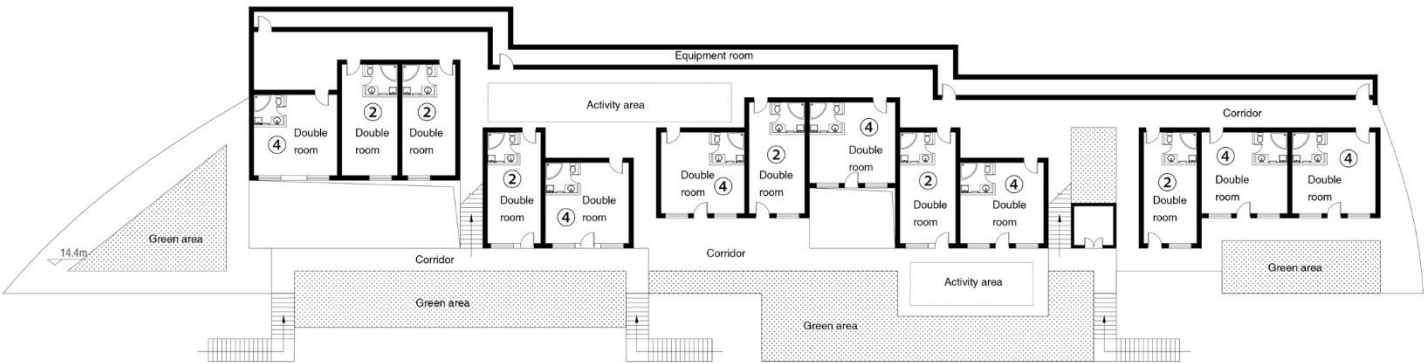 Equipment room
Activity area
Corridor
④
Double
room
②
Double
room
②
Double
room
②
Double
room
④
Double
room
Double
room
④
②
Double
room
④
Double
room
②
Double
room
④
Double
room
②
Double
room
④
Double
room
④
Double
room
Green area
14.4m
Corridor
Corridor
Green area
Activity area
Green area
Green area